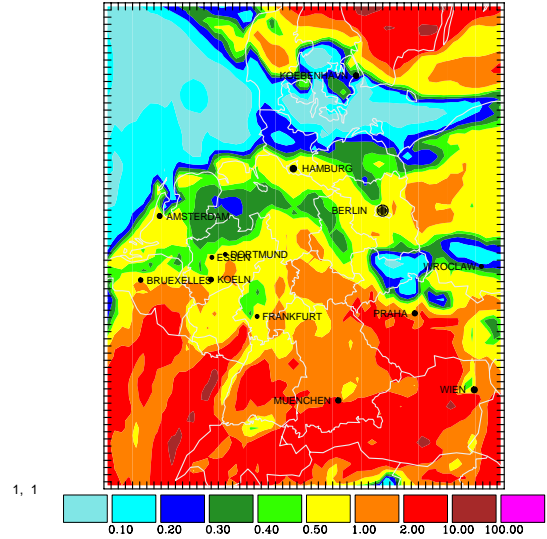 KOEBENHAVN
HAMBURG
BERLIN
AMSTERDAM
DORTMUND
ESSEN
WROCLAW
BRUEXELLES
KOELN
PRAHA
FRANKFURT
WIEN
MUENCHEN
1, 1
0.10 0.20 0.30 0.40 0.50 1.00 2.00 10.00 100.00